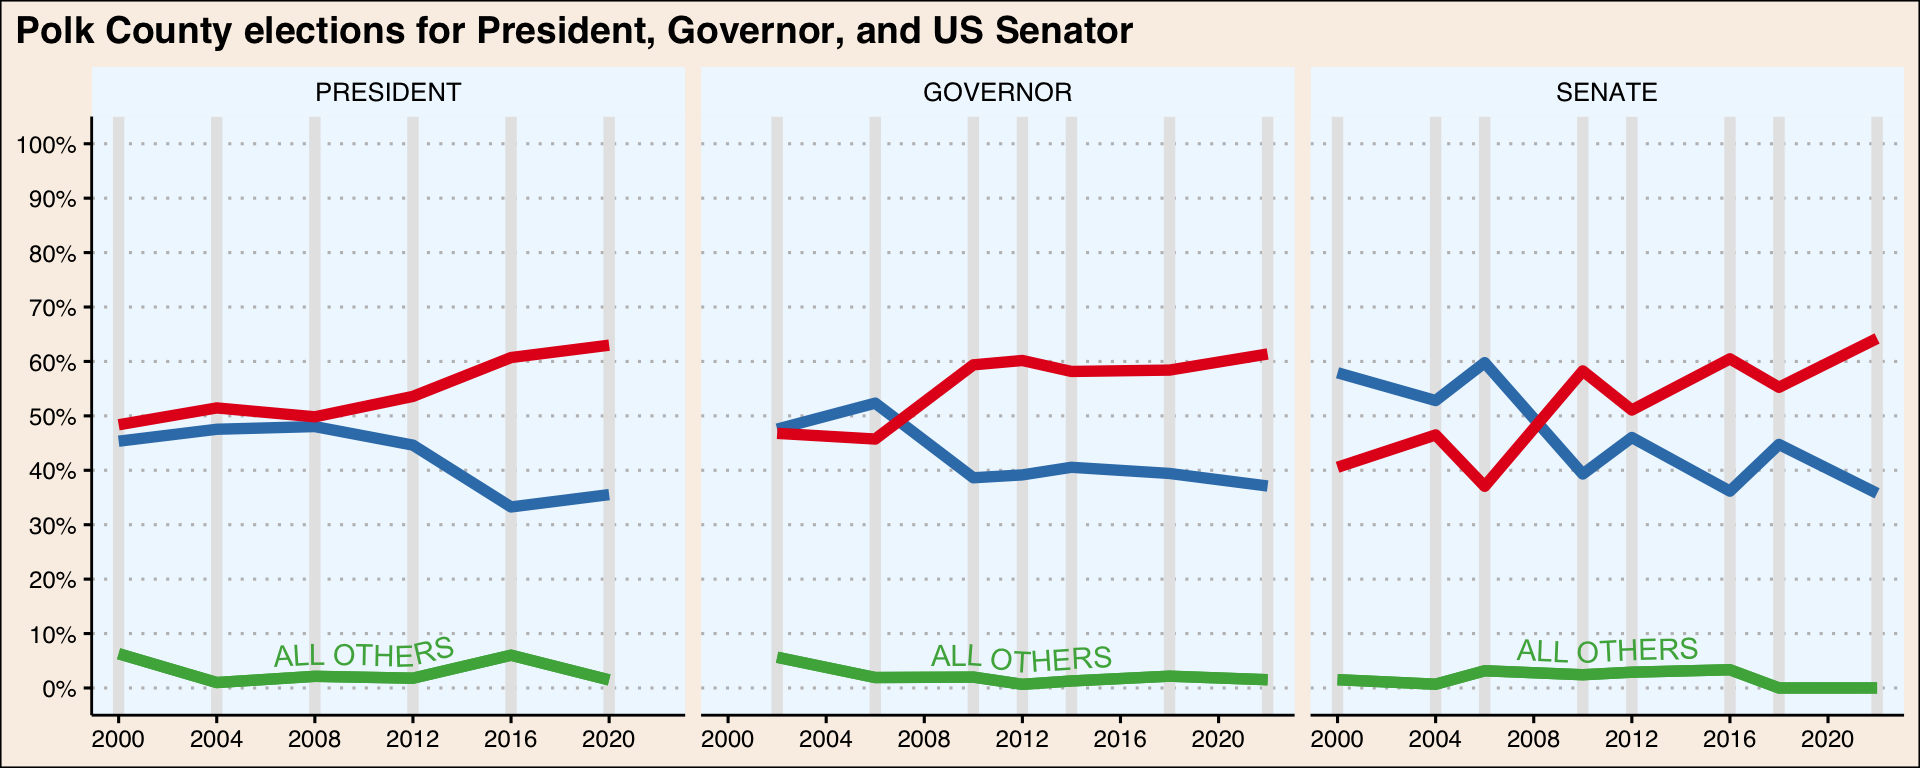 Polk County elections for President, Governor, and US Senator
PRESIDENT
GOVERNOR
SENATE
100%
90%
80%
70%
60%
50%
40%
30%
20%
10%
0%
ALL OTHERS
ALL OTHERS
ALL OTHERS
2000 2004 2008 2012 2016 2020
2000 2004 2008 2012 2016 2020
2000 2004 2008 2012 2016 2020